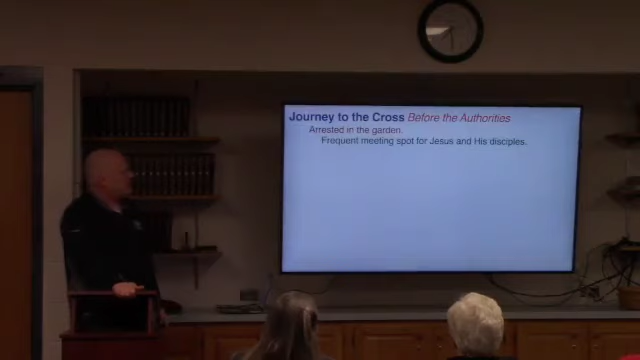 Journey to the Cross Before the Authorities
Arrested in the garden.
Frequent meeting spot for Jesus and His disciples.